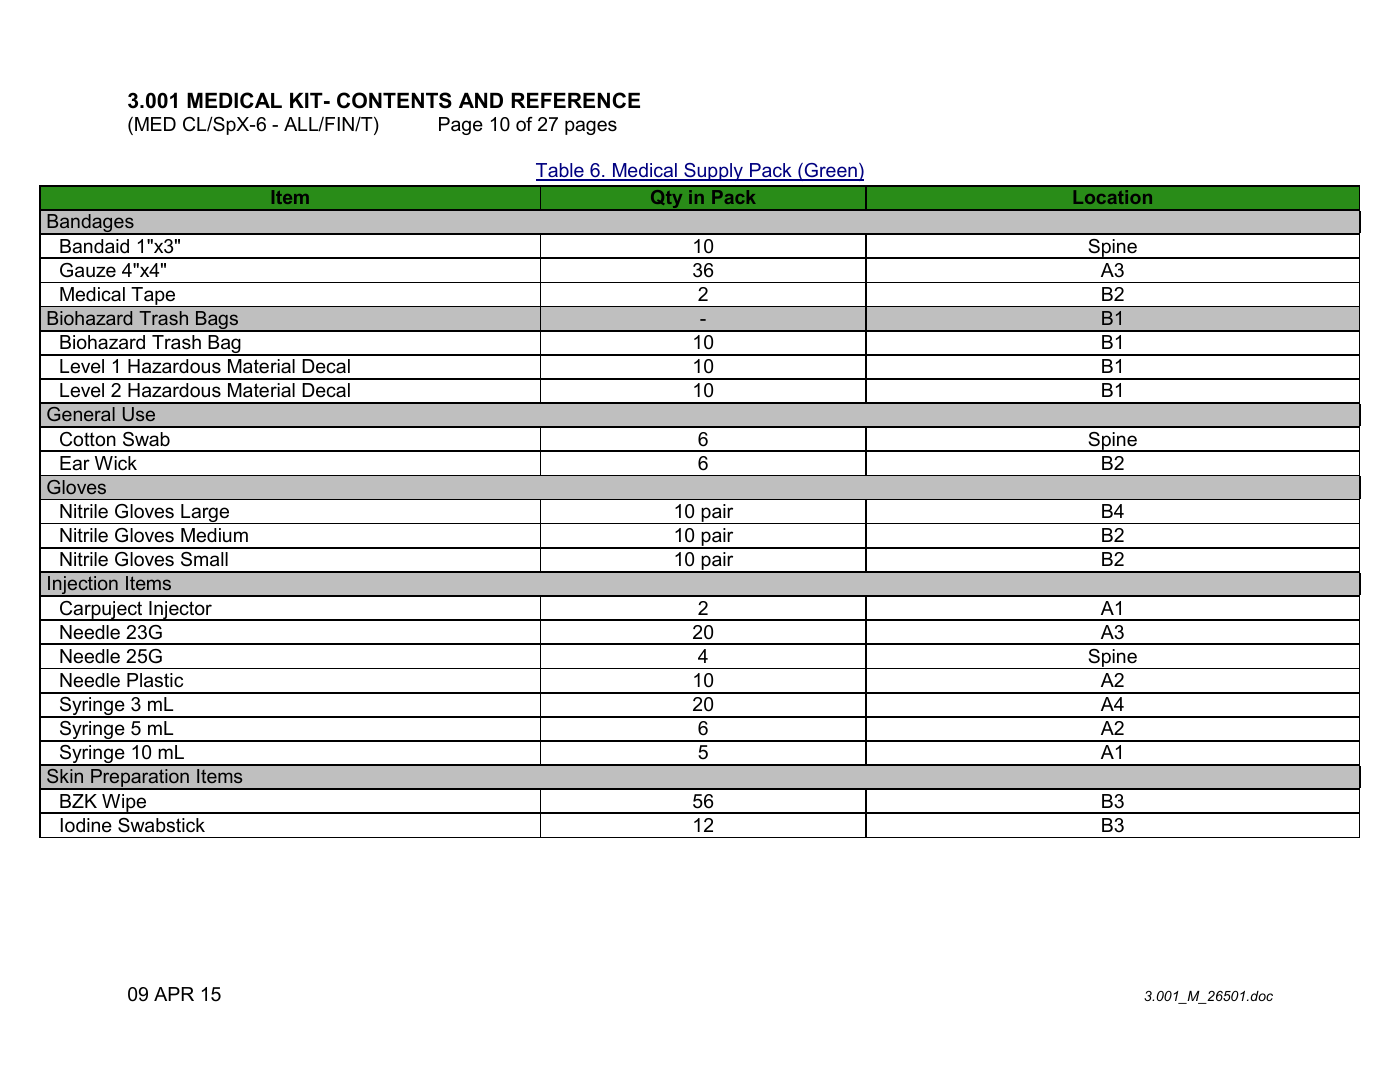 3.001 MEDICAL KIT- CONTENTS AND REFERENCE
(MED CL/SpX-6 - ALL/FIN/T) Page 10 of 27 pages
Table 6. Medical Supply Pack (Green)
Item Qty in Pack Location
Bandages
Bandaid 1"x3" 10 Spine
Gauze 4"x4" 36 A3
Medical Tape 2 B2
Biohazard Trash Bags - B1
Biohazard Trash Bag 10 B1
Level 1 Hazardous Material Decal 10 B1
Level 2 Hazardous Material Decal 10 B1
General Use
Cotton Swab 6 Spine
Ear Wick 6 B2
Gloves
Nitrile Gloves Large 10 pair B4
Nitrile Gloves Medium 10 pair B2
Nitrile Gloves Small 10 pair B2
Injection Items
Carpuject Injector 2 A1
Needle 23G 20 A3
Needle 25G 4 Spine
Needle Plastic 10 A2
Syringe 3 mL 20 A4
Syringe 5 mL 6 A2
Syringe 10 mL 5 A1
Skin Preparation Items
BZK Wipe 56 B3
Iodine Swabstick 12 B3
09 APR 15 3.001_M_26501.doc